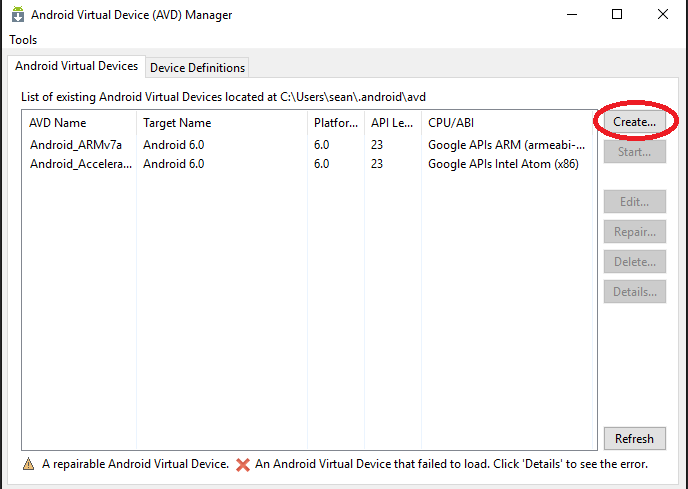 Android Virtual Device (AVD) Manager
Tools
Android Virtual Devices
Device Definitions
List of existing Android Virtual Devices located at C:\Users\sean\.android\avd
AVD Name Target Name Platfor... API Le... CPU/ABI
Android_ARMv7a Android 6.0 6.0 23 Google APIs ARM (armeabi-...
Android_Accelera... Android 6.0 6.0 23 Google APIs Intel Atom (x86)
Create...
Start...
Edit...
Repair...
Delete...
Details...
Refresh
A repairable Android Virtual Device. An Android Virtual Device that failed to load. Click 'Details' to see the error.